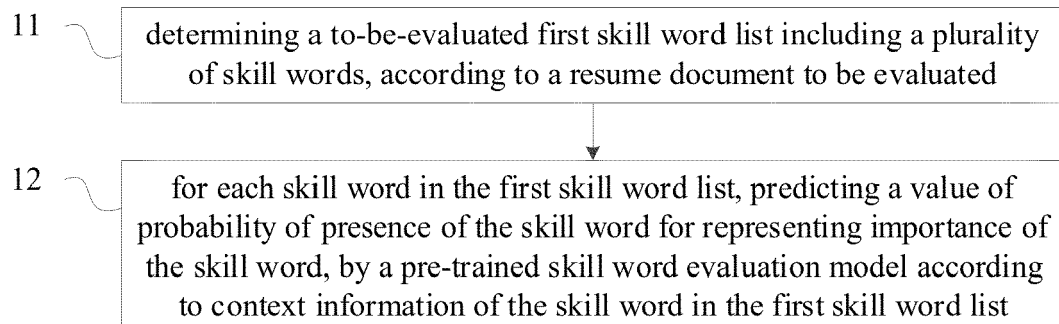 11
determining a to-be-evaluated first skill word list including a plurality
of skill words, according to a resume document to be evaluated
12
for each skill word in the first skill word list, predicting a value of
probability of presence of the skill word for representing importance of
the skill word, by a pre-trained skill word evaluation model according
to context information of the skill word in the first skill word list